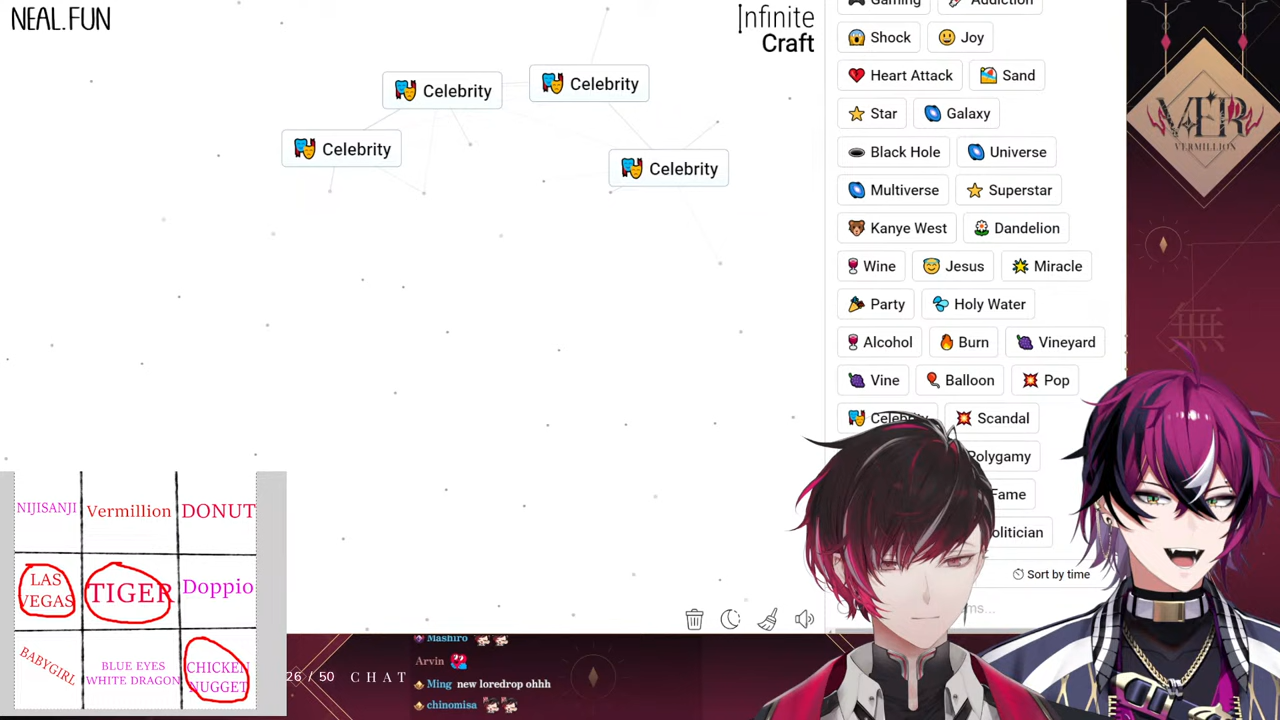 NEAL.FUN
Infinite
Craft
Celebrity
Celebrity
Celebrity
Celebrity
Gaming
Addiction
Shock
Joy
Heart Attack
Sand
Star
Galaxy
Black Hole
Universe
Multiverse
Superstar
Kanye West
Dandelion
Wine
Jesus
Miracle
Party
Holy Water
Alcohol
Burn
Vineyard
Vine
Balloon
Pop
Celebrity
Scandal
Polygamy
Fame
Sort by time
VER
VERMILLION
無
NIJISANJI
Vermillion
DONUT
LAS
VEGAS
TIGER
Doppio
BABYGIRL
BLUE EYES
WHITE DRAGON
CHICKEN
NUGGET
26 / 50
CHAT
Mashiro
Arvin
Ming new loredrop ohhh
chinomisa